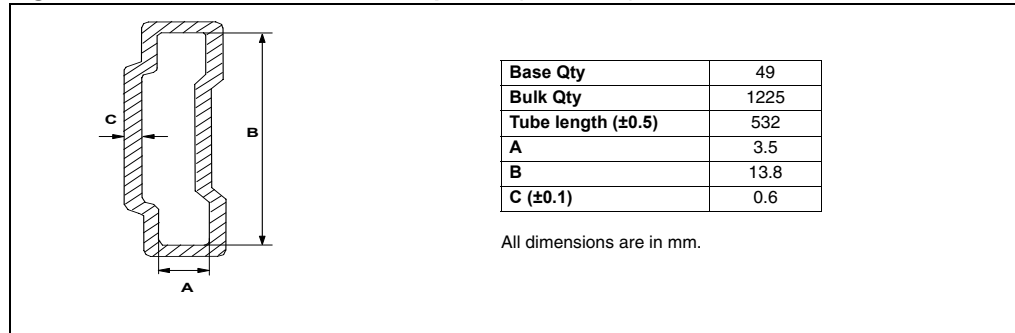 C
B
A
Base Qty 49
Bulk Qty 1225
Tube length (±0.5) 532
A 3.5
B 13.8
C (±0.1) 0.6
All dimensions are in mm.